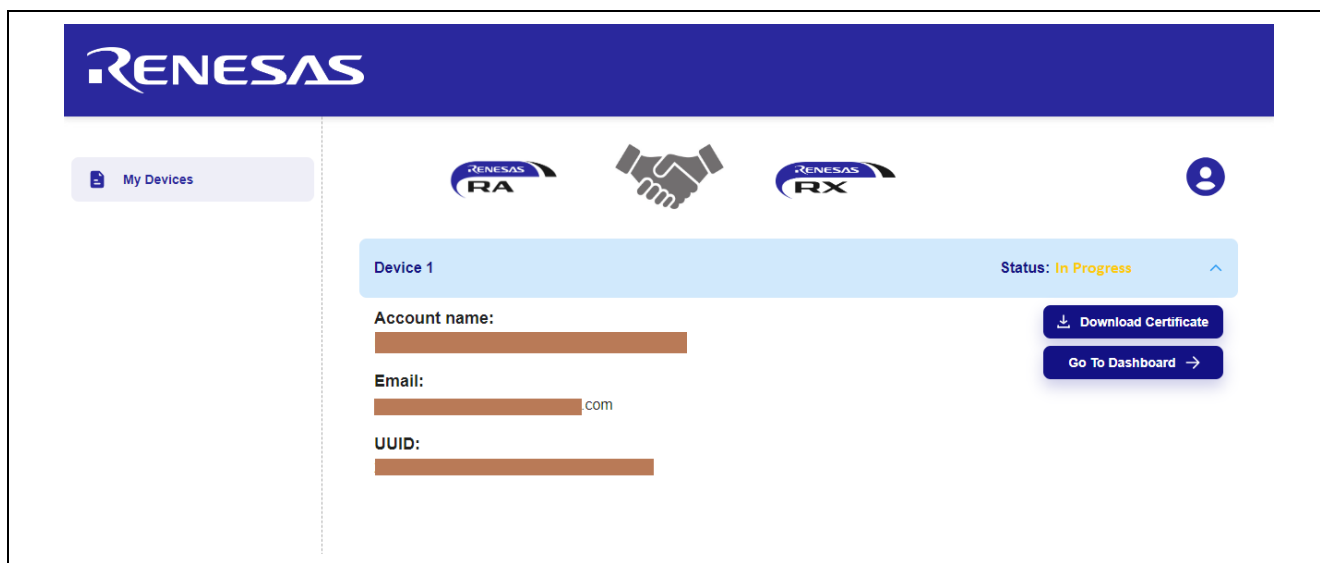 RENESAS
My Devices
RENESAS
RA
RENESAS
RX
Device 1
Status: In Progress
Account name:
Download Certificate
Go To Dashboard
Email:
.com
UUID: